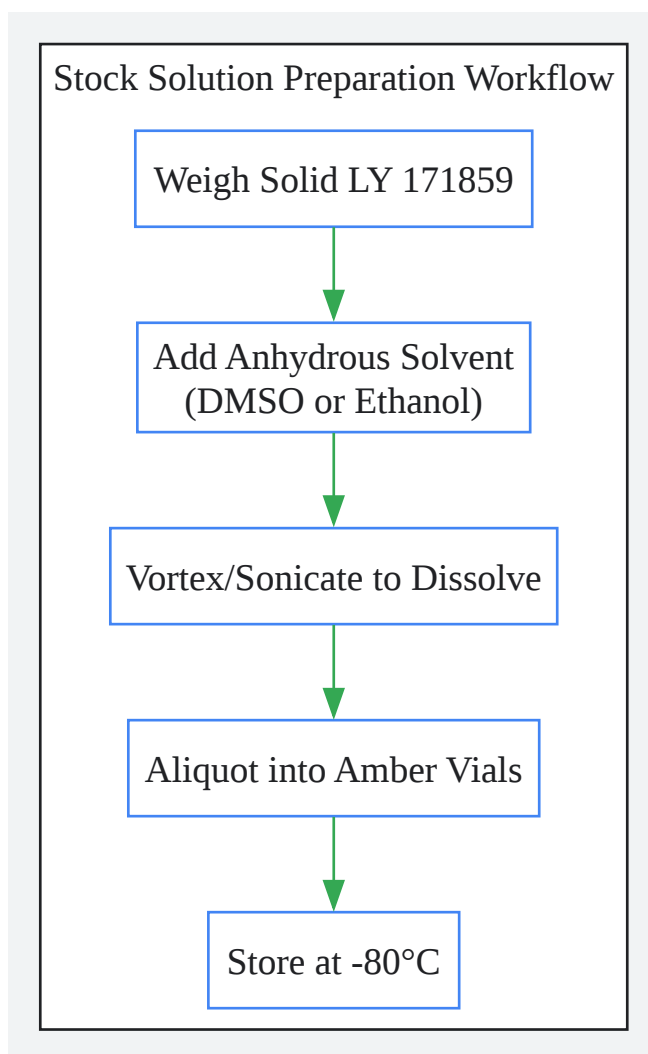 Stock Solution Preparation Workflow
Weigh Solid LY 171859
Add Anhydrous Solvent
(DMSO or Ethanol)
Vortex/Sonicate to Dissolve
Aliquot into Amber Vials
Store at -80°C